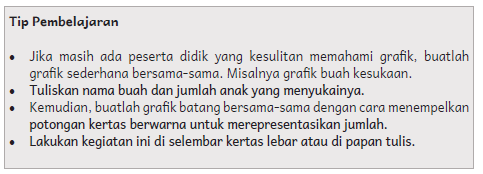 Tip Pembelajaran
• Jika masih ada peserta didik yang kesulitan memahami grafik, buatlah
grafik sederhana bersama-sama. Misalnya grafik buah kesukaan.
• Tuliskan nama buah dan jumlah anak yang menyukainya.
• Kemudian, buatlah grafik batang bersama-sama dengan cara menempelkan
potongan kertas berwarna untuk merepresentasikan jumlah.
• Lakukan kegiatan ini di selembar kertas lebar atau di papan tulis.